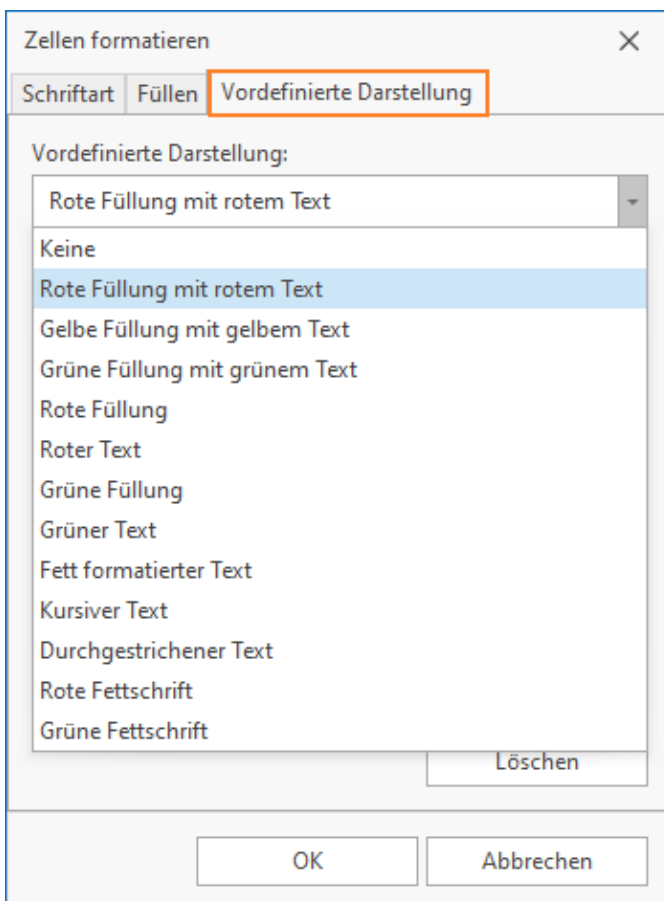 Zellen formatieren
Schriftart Füllen Vordefinierte Darstellung
Vordefinierte Darstellung:
Rote Füllung mit rotem Text
Keine
Rote Füllung mit rotem Text
Gelbe Füllung mit gelbem Text
Grüne Füllung mit grünem Text
Rote Füllung
Roter Text
Grüne Füllung
Grüner Text
Fett formatierter Text
Kursiver Text
Durchgestrichener Text
Rote Fettschrift
Grüne Fettschrift
Löschen
OK Abbrechen